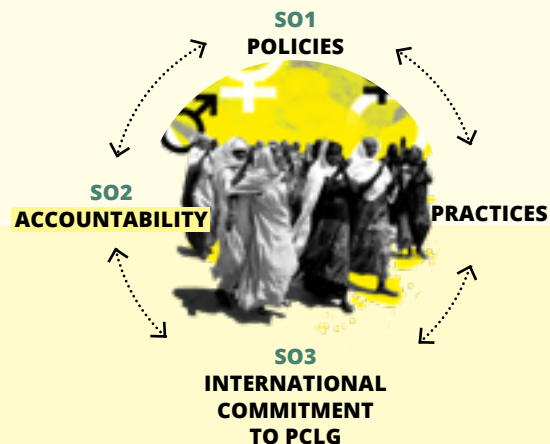 SO1
POLICIES
SO2
ACCOUNTABILITY
PRACTICES
SO3
INTERNATIONAL
COMMITMENT
TO PCLG